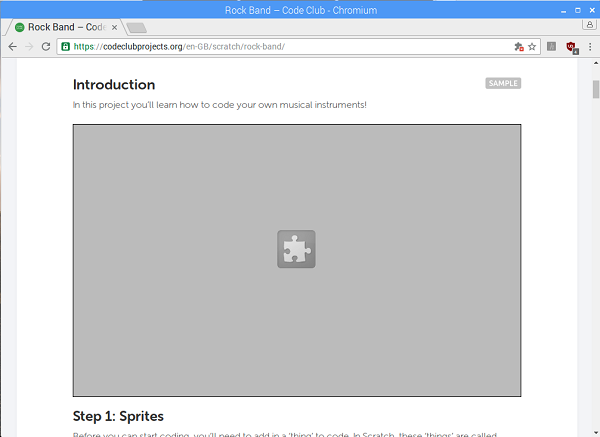 Rock Band – Code Club - Chromium
Rock Band – Code
https://codeclubprojects.org/en-GB/scratch/rock-band/
Introduction
SAMPLE
In this project you'll learn how to code your own musical instruments!
Step 1: Sprites
Before you can start coding, you'll need to add in a 'thing' to code. In Scratch, these 'things' are called